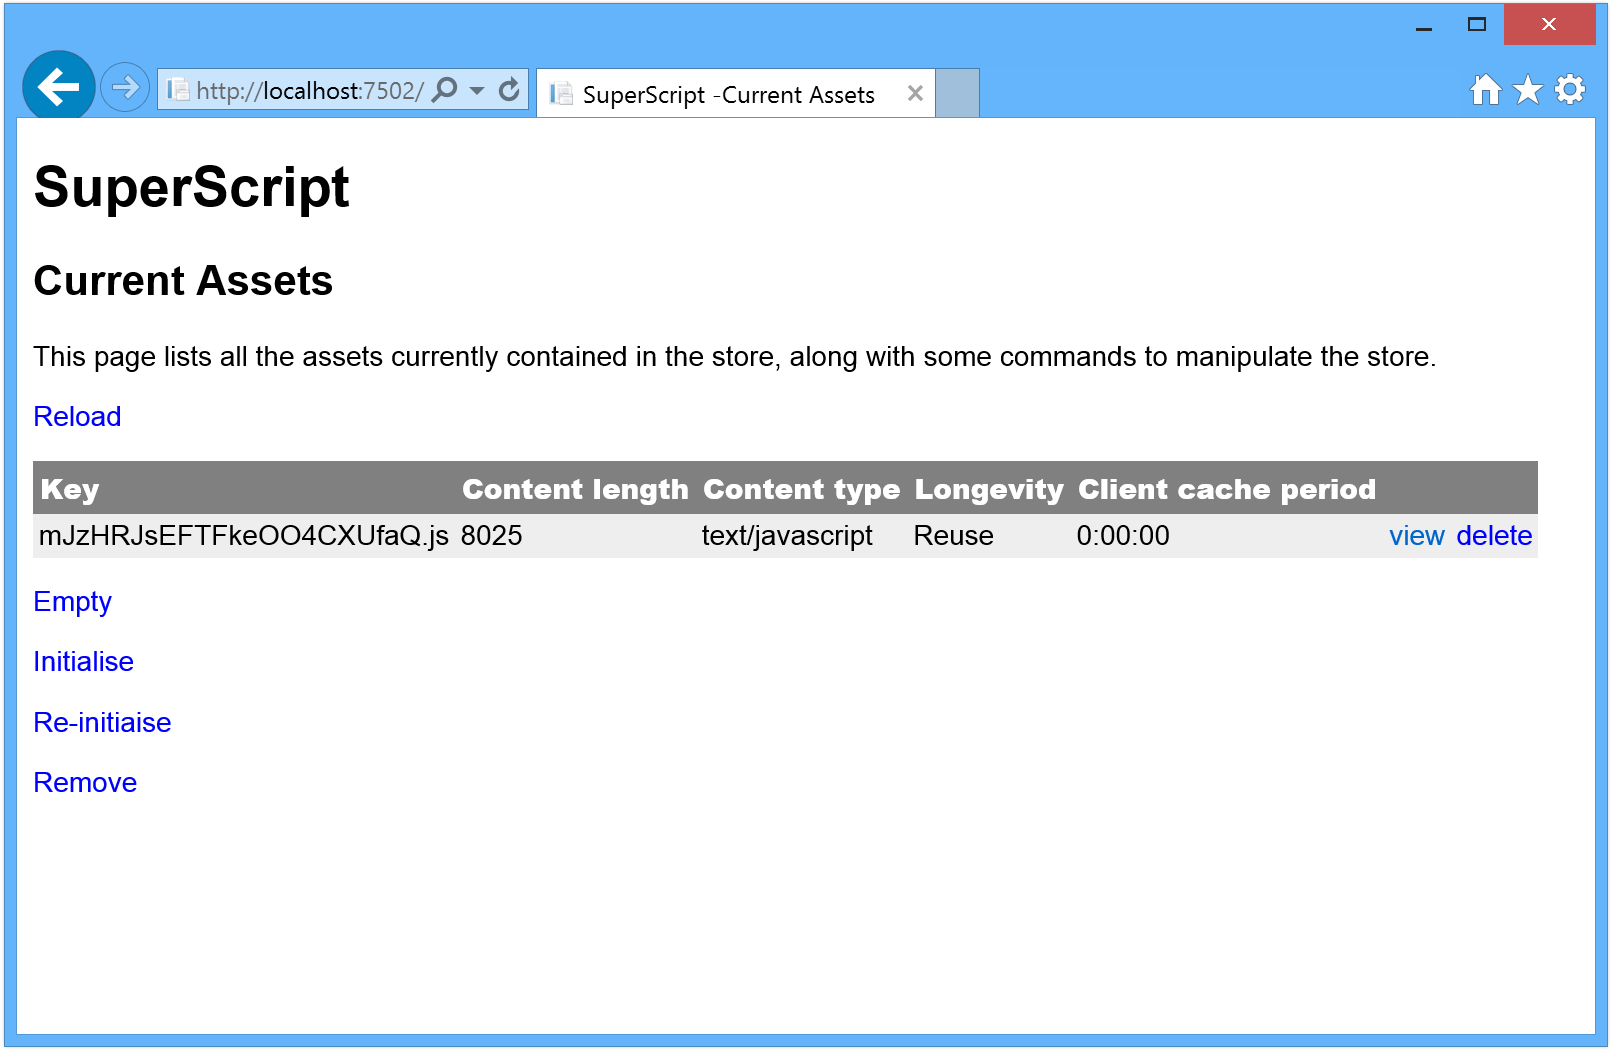 http://localhost:7502/
SuperScript -Current Assets
SuperScript
Current Assets
This page lists all the assets currently contained in the store, along with some commands to manipulate the store.
Reload
Key Content length Content type Longevity Client cache period
mJzHRJsEFTFkeOO4CXUfaQ.js 8025 text/javascript Reuse 0:00:00 view delete
Empty
Initialise
Re-initiaise
Remove